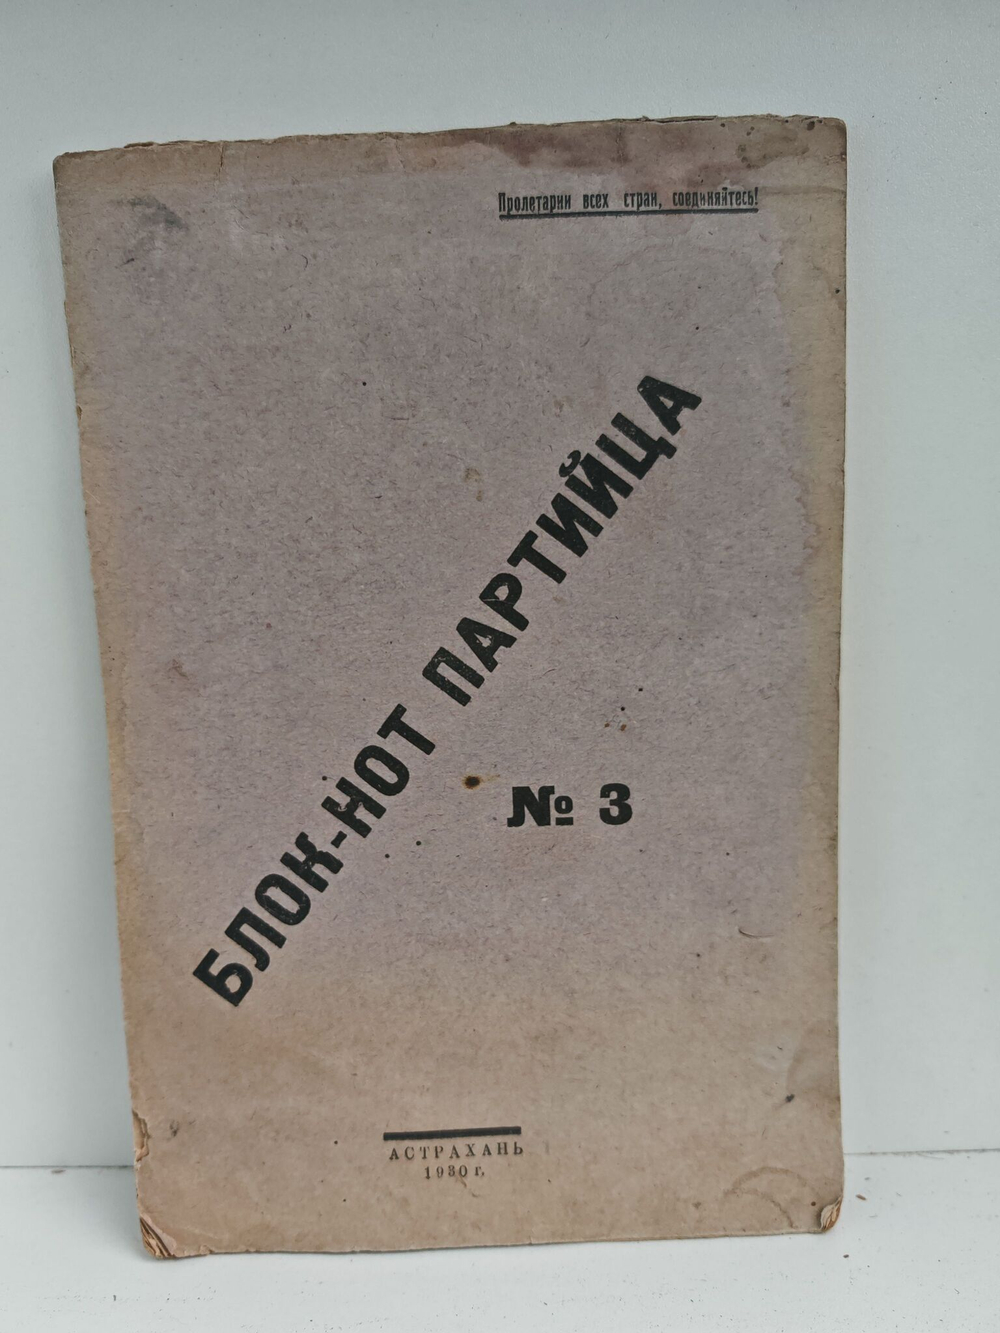 Пролетарии всех стран, соединяйтесь!
БЛОК-НОТ ПАРТИЙЦА
№ 3
АСТРАХАНЬ
1930 г.